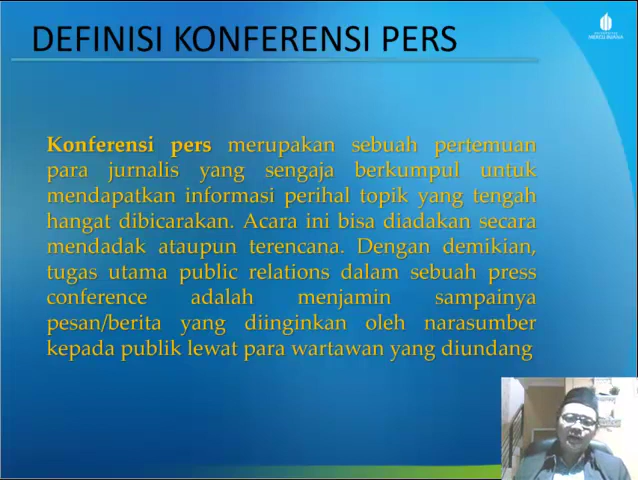 DEFINISI KONFERENSI PERS
MERCU BUANA
Konferensi pers merupakan sebuah pertemuan
para jurnalis yang sengaja berkumpul untuk
mendapatkan informasi perihal topik yang tengah
hangat dibicarakan. Acara ini bisa diadakan secara
mendadak ataupun terencana. Dengan demikian,
tugas utama public relations dalam sebuah press
conference adalah menjamin sampainya
pesan/berita yang diinginkan oleh narasumber
kepada publik lewat para wartawan yang diundang